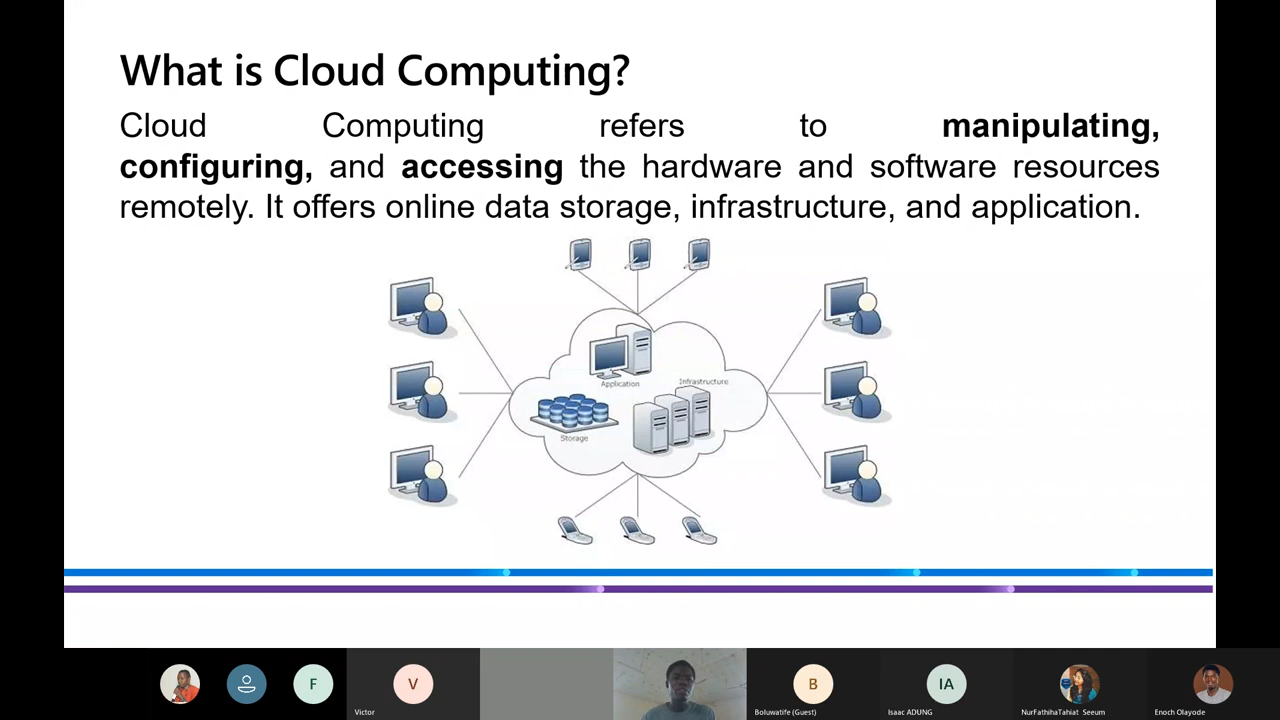 What is Cloud Computing?
Cloud Computing refers to manipulating,
configuring, and accessing the hardware and software resources
remotely. It offers online data storage, infrastructure, and application.
Application
Infrastructure
Storage
F
V
B
IA
Victor
Boluwatife (Guest)
Isaac ADUNG
NurFathihaTahiat Seeum
Enoch Olayode